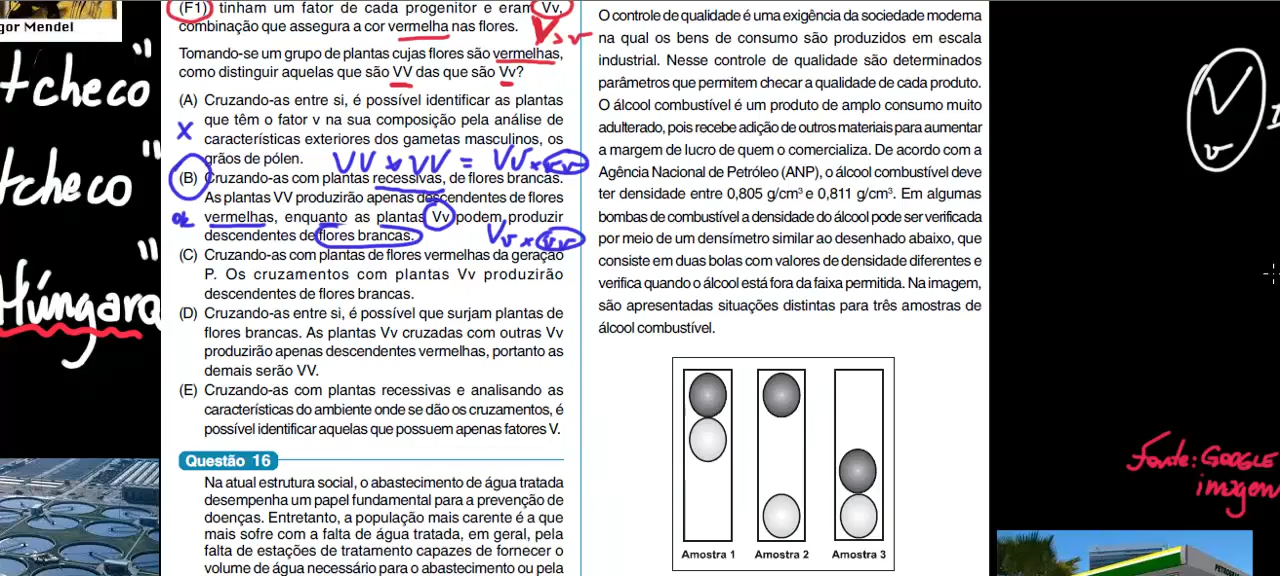 gor Mendel
tcheco"
tcheco"
Húngara"
(F1) tinham um fator de cada progenitor e eram Vv,
combinação que assegura a cor vermelha nas flores.
V > v
Tomando-se um grupo de plantas cujas flores são vermelhas,
como distinguir aquelas que são VV das que são Vv?
(A) Cruzando-as entre si, é possível identificar as plantas
que têm o fator v na sua composição pela análise de
X
características exteriores dos gametas masculinos, os
grãos de pólen.
VV x VV = VV x vv
(B) Cruzando-as com plantas recessivas, de flores brancas.
As plantas VV produzirão apenas descendentes de flores
ok
vermelhas, enquanto as plantas Vv podem produzir
descendentes de flores brancas.
Vv x vv
(C) Cruzando-as com plantas de flores vermelhas da geração
P. Os cruzamentos com plantas Vv produzirão
descendentes de flores brancas.
(D) Cruzando-as entre si, é possível que surjam plantas de
flores brancas. As plantas Vv cruzadas com outras Vv
produzirão apenas descendentes vermelhas, portanto as
demais serão VV.
(E) Cruzando-as com plantas recessivas e analisando as
características do ambiente onde se dão os cruzamentos, é
possível identificar aquelas que possuem apenas fatores V.
Questão 16
Na atual estrutura social, o abastecimento de água tratada
desempenha um papel fundamental para a prevenção de
doenças. Entretanto, a população mais carente é a que
mais sofre com a falta de água tratada, em geral, pela
falta de estações de tratamento capazes de fornecer o
volume de água necessário para o abastecimento ou pela
O controle de qualidade é uma exigência da sociedade moderna
na qual os bens de consumo são produzidos em escala
industrial. Nesse controle de qualidade são determinados
parâmetros que permitem checar a qualidade de cada produto.
O álcool combustível é um produto de amplo consumo muito
adulterado, pois recebe adição de outros materiais para aumentar
a margem de lucro de quem o comercializa. De acordo com a
Agência Nacional de Petróleo (ANP), o álcool combustível deve
ter densidade entre 0,805 g/cm³ e 0,811 g/cm³. Em algumas
bombas de combustível a densidade do álcool pode ser verificada
por meio de um densímetro similar ao desenhado abaixo, que
consiste em duas bolas com valores de densidade diferentes e
verifica quando o álcool está fora da faixa permitida. Na imagem,
são apresentadas situações distintas para três amostras de
álcool combustível.
Amostra 1 Amostra 2 Amostra 3
V
v
Fonte: GOOGLE
imagen